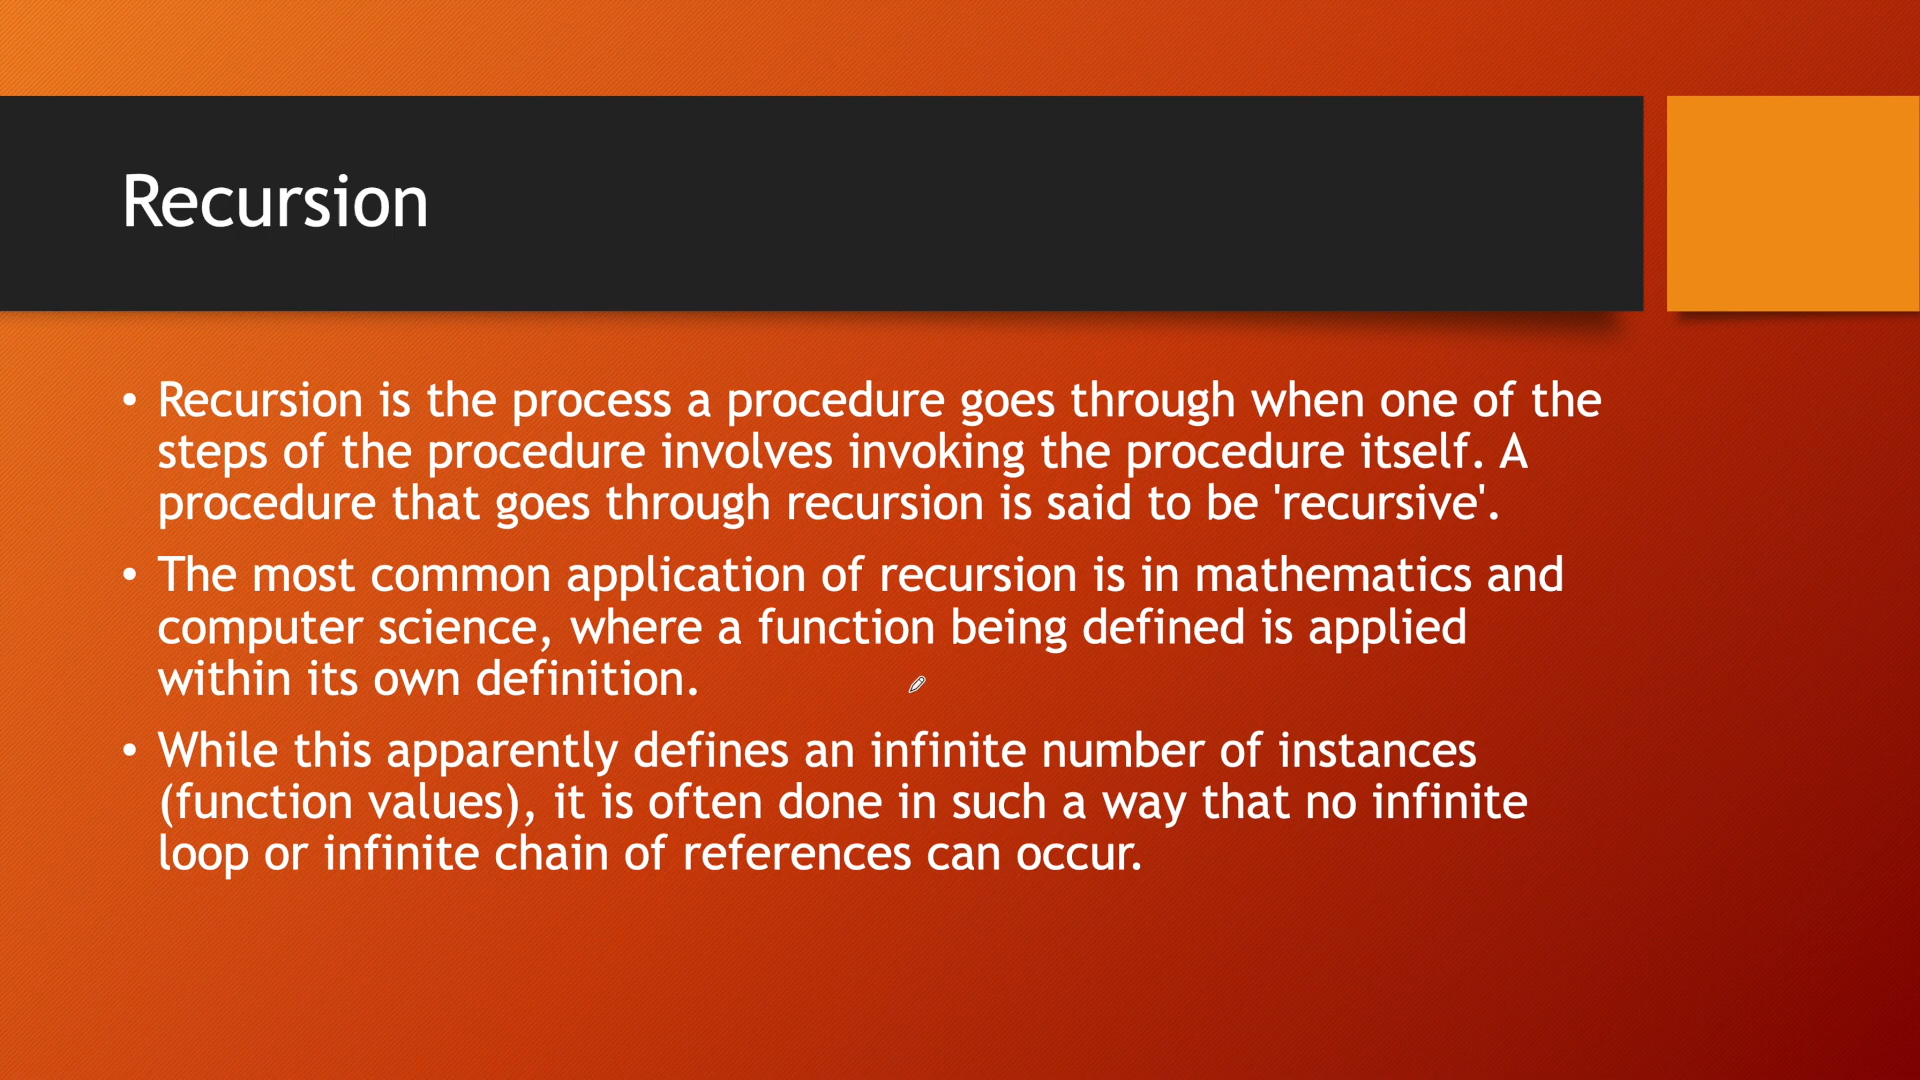 Recursion
• Recursion is the process a procedure goes through when one of the
steps of the procedure involves invoking the procedure itself. A
procedure that goes through recursion is said to be 'recursive'.
• The most common application of recursion is in mathematics and
computer science, where a function being defined is applied
within its own definition.
• While this apparently defines an infinite number of instances
(function values), it is often done in such a way that no infinite
loop or infinite chain of references can occur.